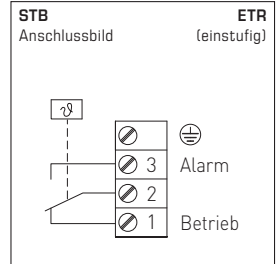 STB ETR
Anschlussbild (einstufig)
ϑ
3 Alarm
2
1 Betrieb